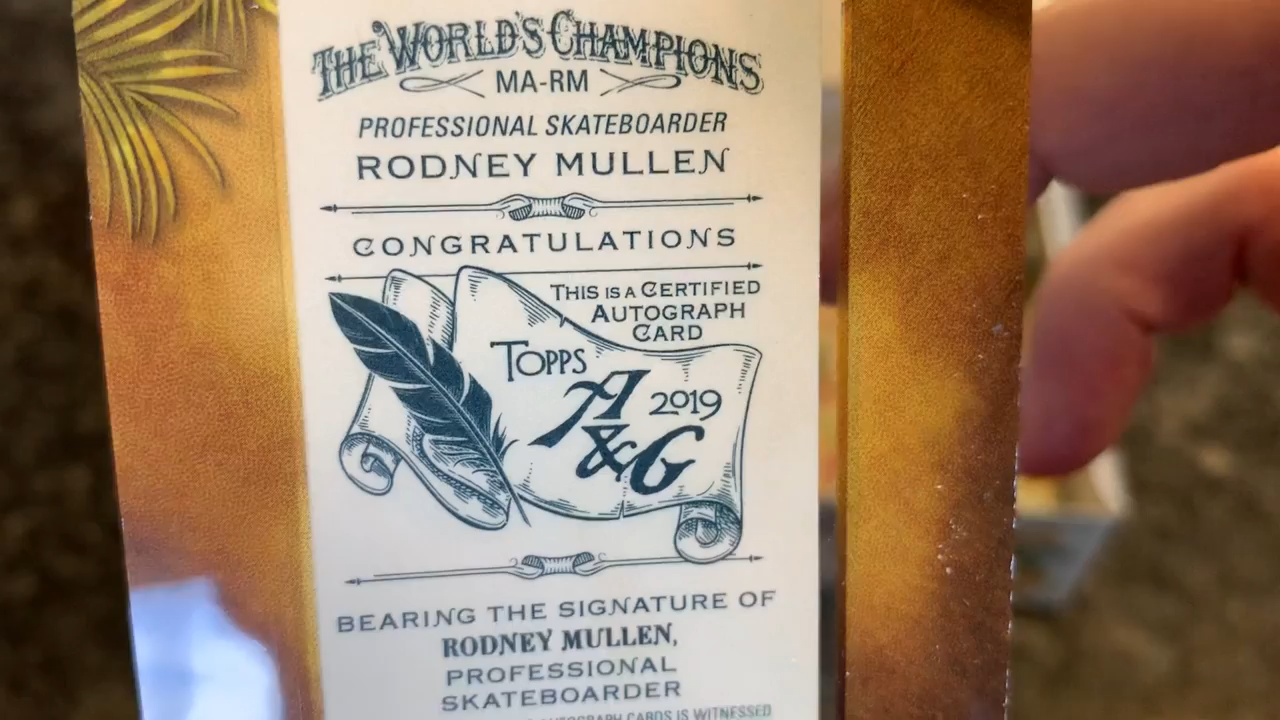 THE WORLD'S CHAMPIONS
MA-RM
PROFESSIONAL SKATEBOARDER
RODNEY MULLEN
CONGRATULATIONS
THIS IS A CERTIFIED
AUTOGRAPH
CARD
TOPPS
A 2019
&G
BEARING THE SIGNATURE OF
RODNEY MULLEN,
PROFESSIONAL
SKATEBOARDER
AUTOGRAPH CARDS IS WITNESSED